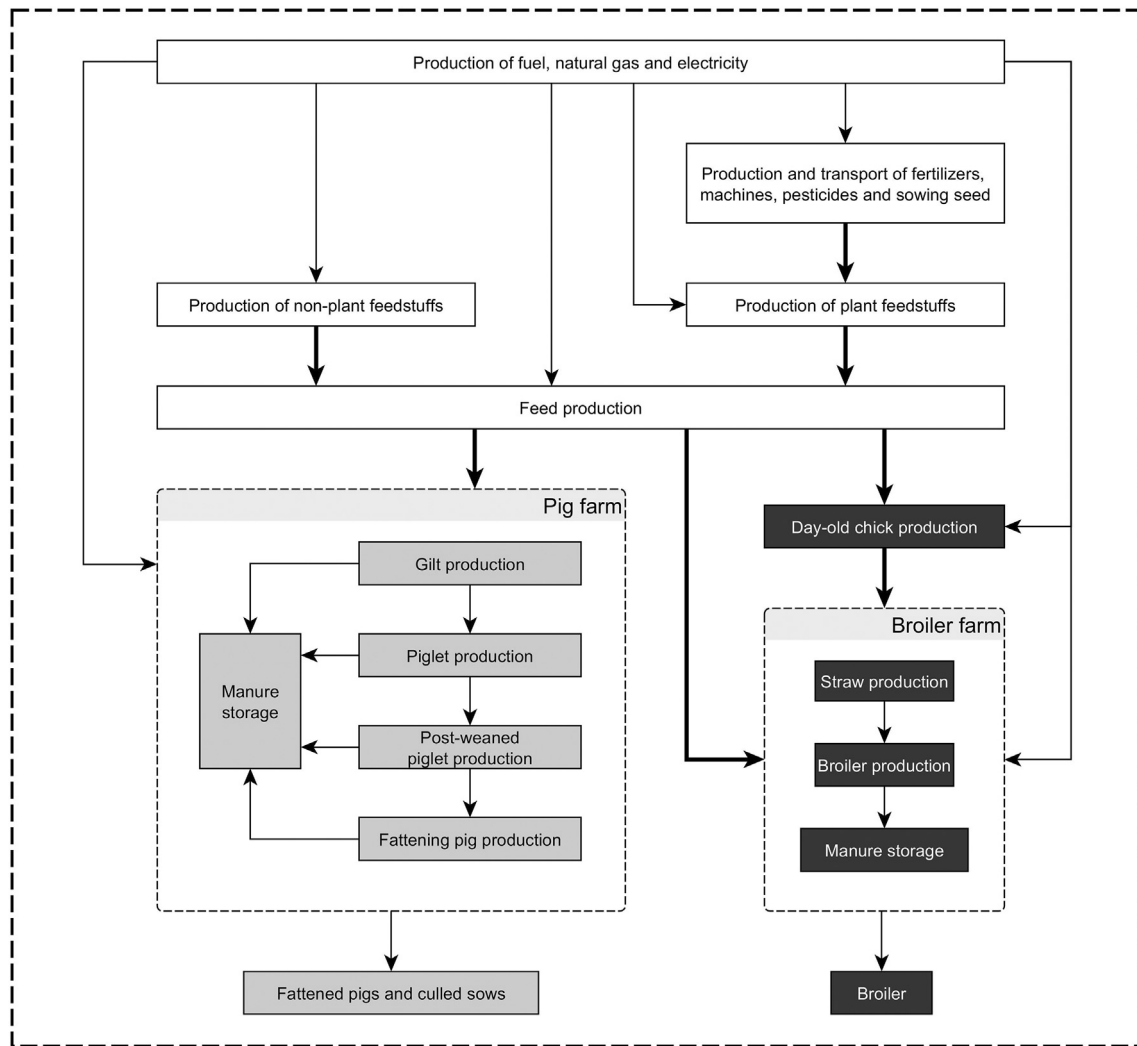 Production of fuel, natural gas and electricity
Production and transport of fertilizers,
machines, pesticides and sowing seed
Production of non-plant feedstuffs
Production of plant feedstuffs
Feed production
Pig farm
Gilt production
Piglet production
Manure
storage
Post-weaned
piglet production
Fattening pig production
Fattened pigs and culled sows
Day-old chick production
Broiler farm
Straw production
Broiler production
Manure storage
Broiler